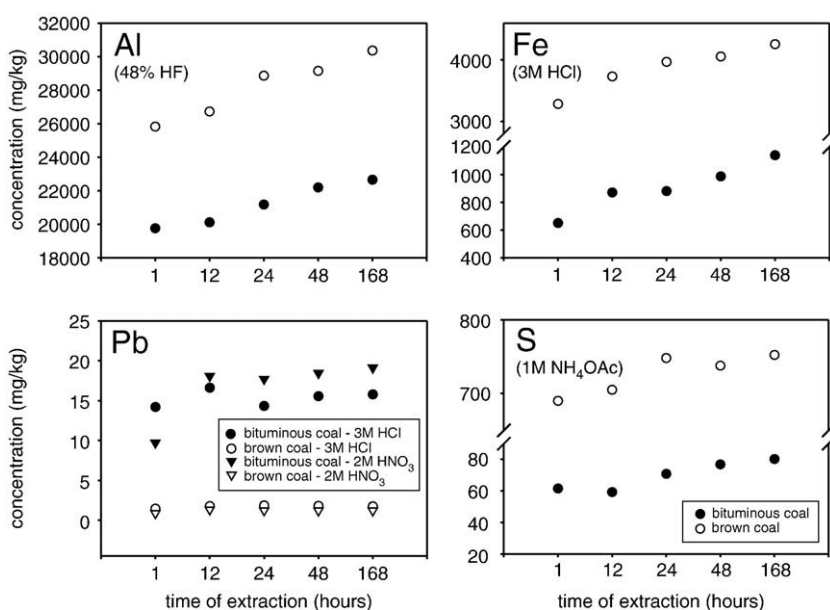 Al
(48% HF)
concentration (mg/kg)
32000
30000
28000
26000
24000
22000
20000
18000
1 12 24 48 168
Fe
(3M HCl)
4000
3000
1200
1000
800
600
400
1 12 24 48 168
Pb
concentration (mg/kg)
25
20
15
10
5
0
bituminous coal - 3M HCl
brown coal - 3M HCl
bituminous coal - 2M HNO₃
brown coal - 2M HNO₃
1 12 24 48 168
time of extraction (hours)
S
(1M NH₄OAc)
800
700
80
60
40
20
bituminous coal
brown coal
1 12 24 48 168
time of extraction (hours)